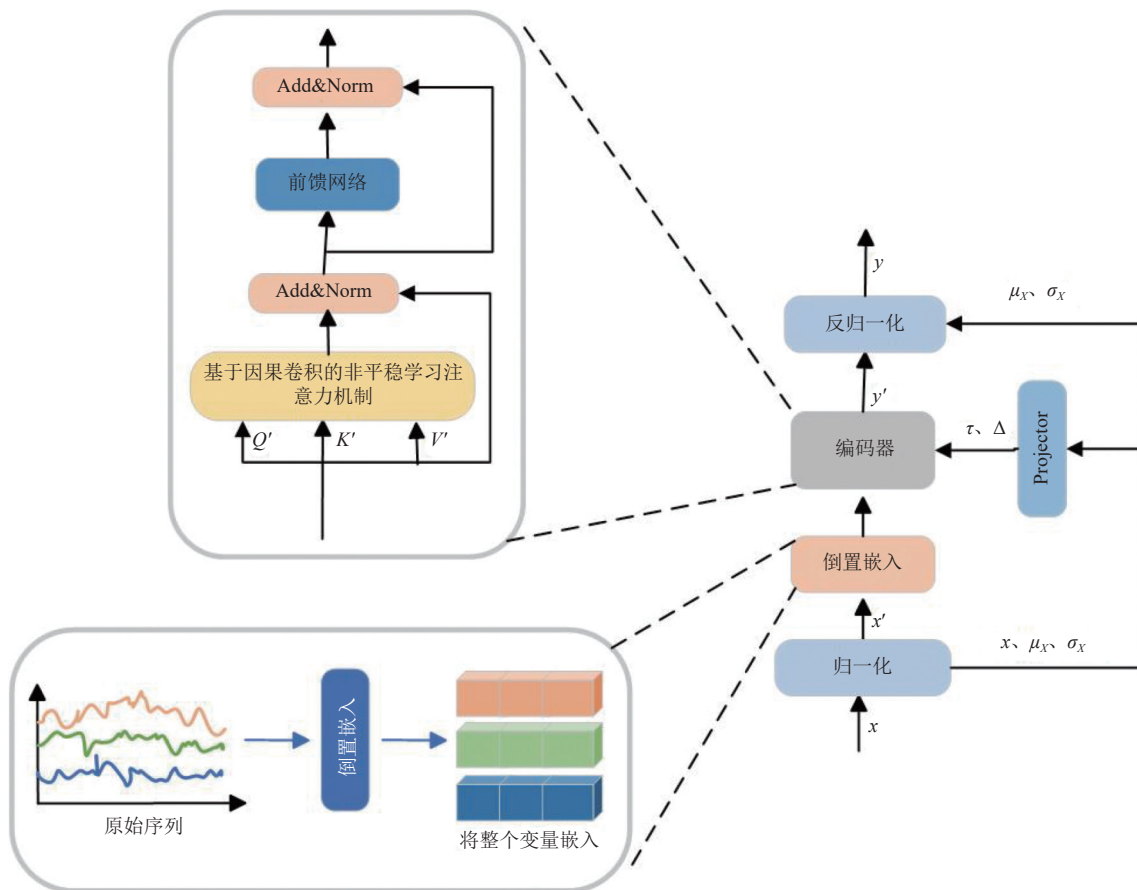 Add&Norm
前馈网络
Add&Norm
基于因果卷积的非平稳学习注
意力机制
Q′
K′
V′
y
反归一化
μX、σX
y′
编码器
τ、Δ
Projector
倒置嵌入
x′
归一化
x、μX、σX
x
倒置嵌入
原始序列
将整个变量嵌入